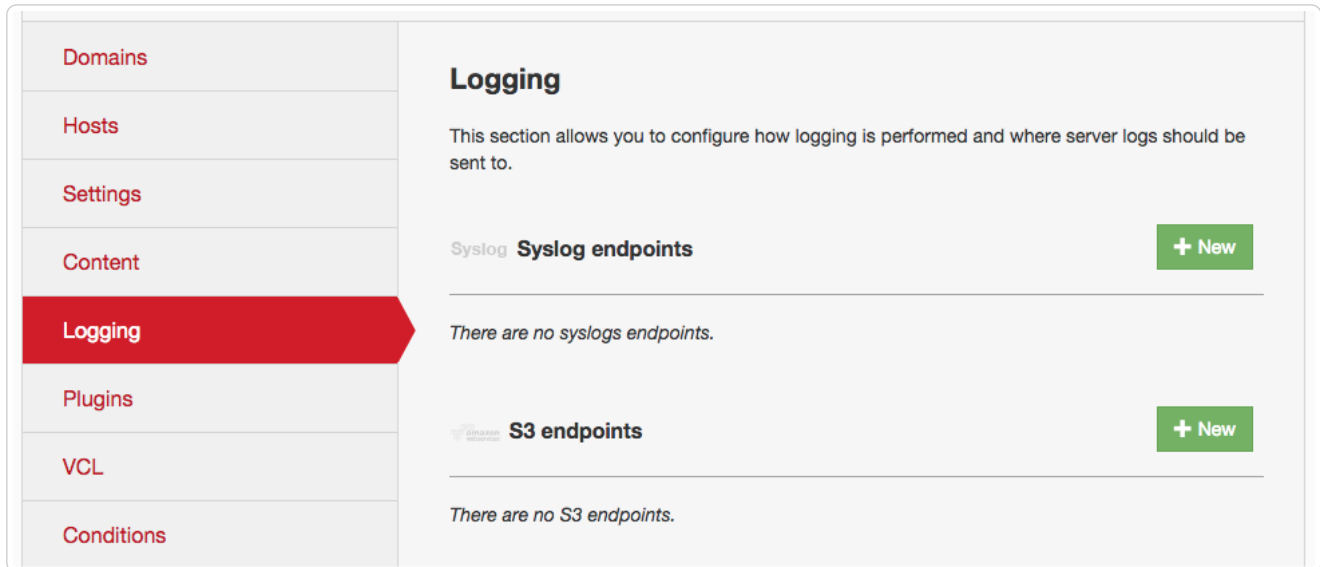 Domains
Hosts
Settings
Content
Logging
Plugins
VCL
Conditions
Logging
This section allows you to configure how logging is performed and where server logs should be
sent to.
Syslog Syslog endpoints
+ New
There are no syslogs endpoints.
amazon webservices S3 endpoints
+ New
There are no S3 endpoints.